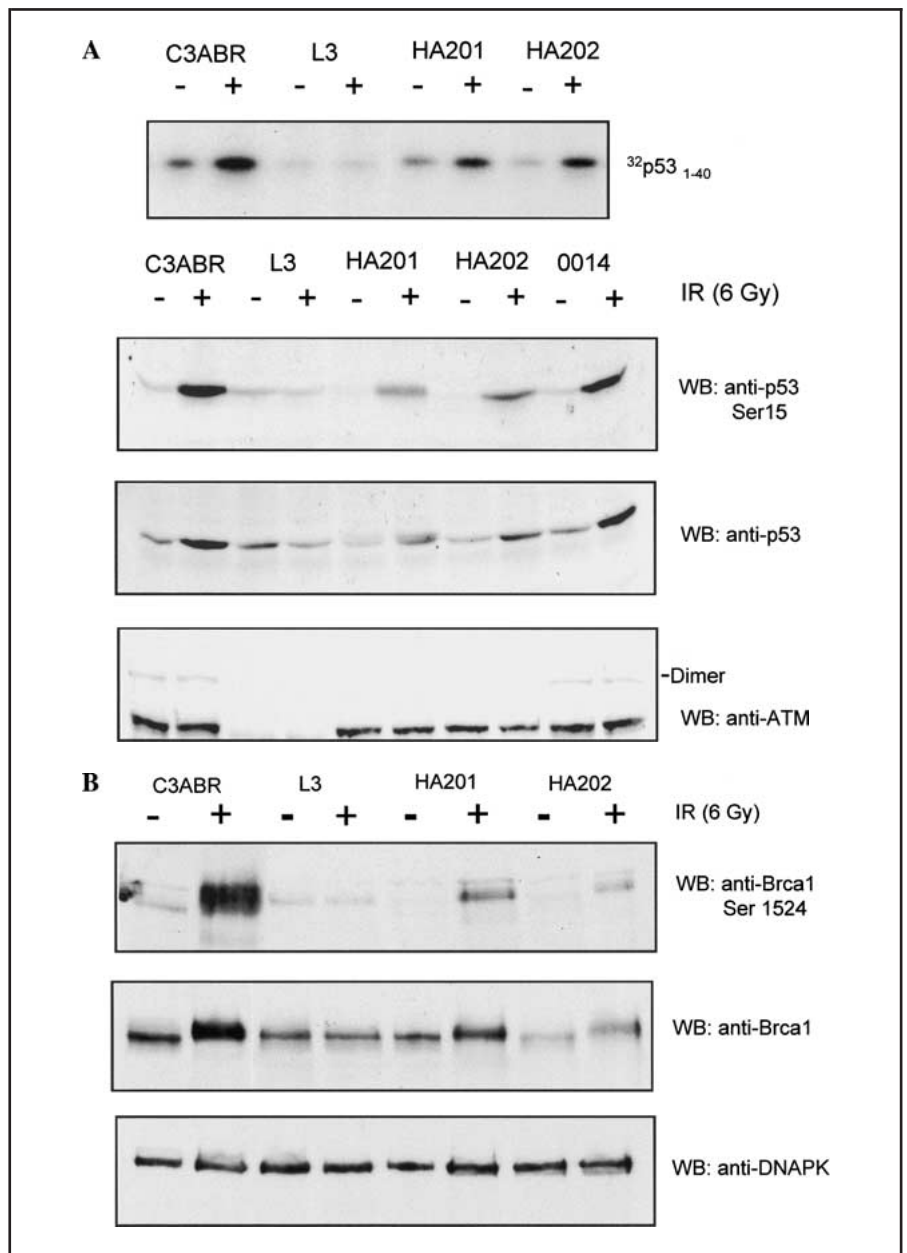 A
C3ABR L3 HA201 HA202
- + - + - + - +
³²p53 ₁₋₄₀
C3ABR L3 HA201 HA202 0014
- + - + - + - + - + IR (6 Gy)
WB: anti-p53
Ser15
WB: anti-p53
-Dimer
WB: anti-ATM
B
C3ABR L3 HA201 HA202
- + - + - + - + IR (6 Gy)
WB: anti-Brca1
Ser 1524
WB: anti-Brca1
WB: anti-DNAPK